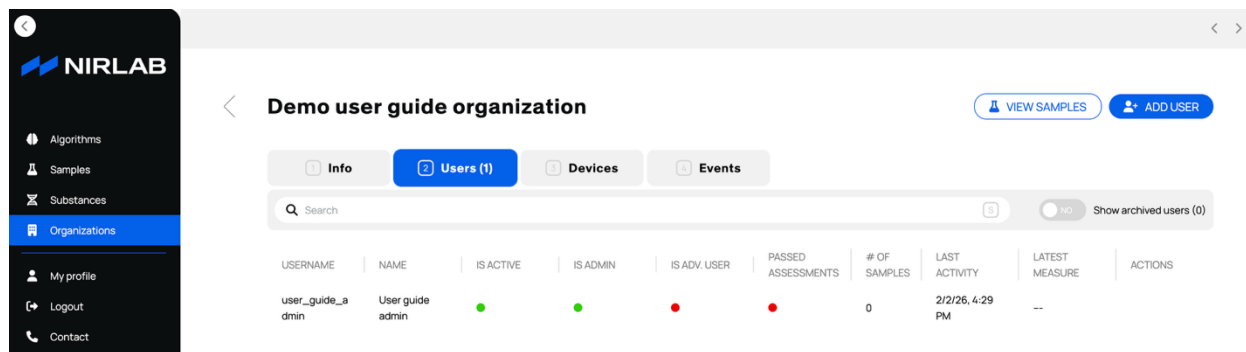 NIRLAB
Algorithms
Samples
Substances
Organizations
My profile
Logout
Contact
Demo user guide organization
VIEW SAMPLES
ADD USER
1 Info
2 Users (1)
3 Devices
4 Events
Search
S
NO
Show archived users (0)
USERNAME NAME IS ACTIVE IS ADMIN IS ADV. USER PASSED ASSESSMENTS # OF SAMPLES LAST ACTIVITY LATEST MEASURE ACTIONS
user_guide_a User guide 0 2/2/26, 4:29 --
dmin admin PM